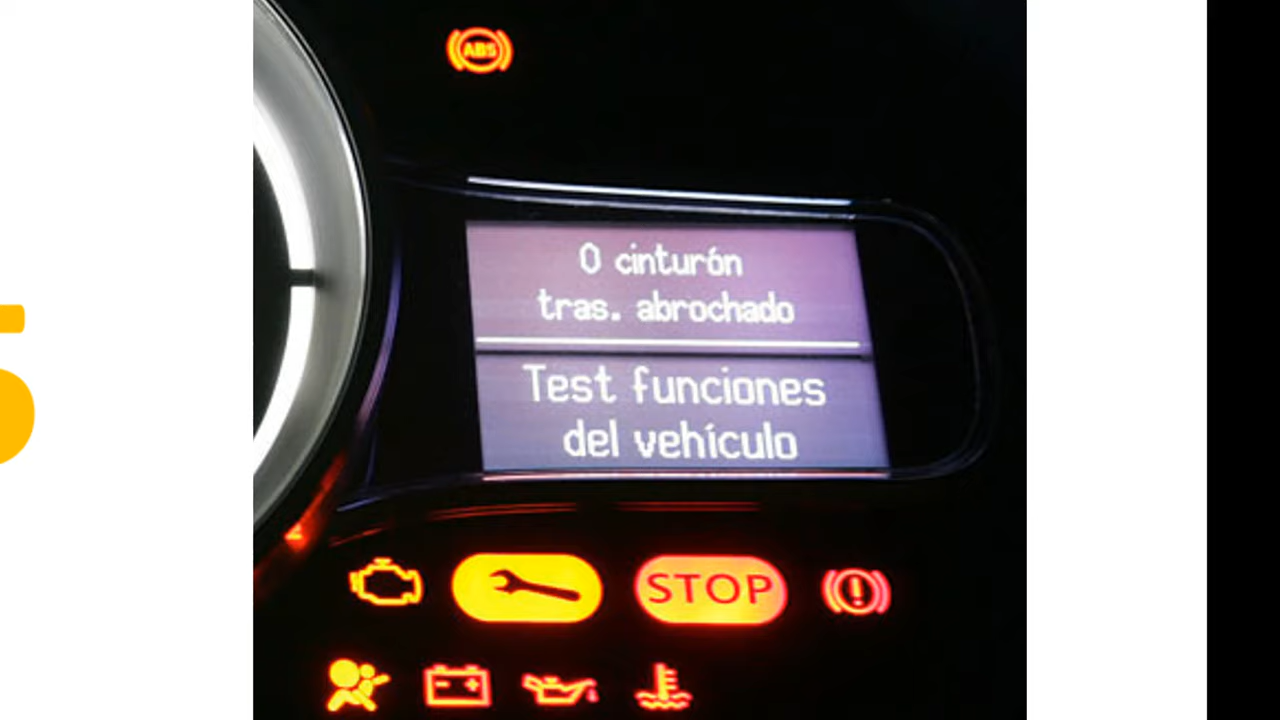 ABS
0 cinturón
tras. abrochado
Test funciones
del vehículo
STOP